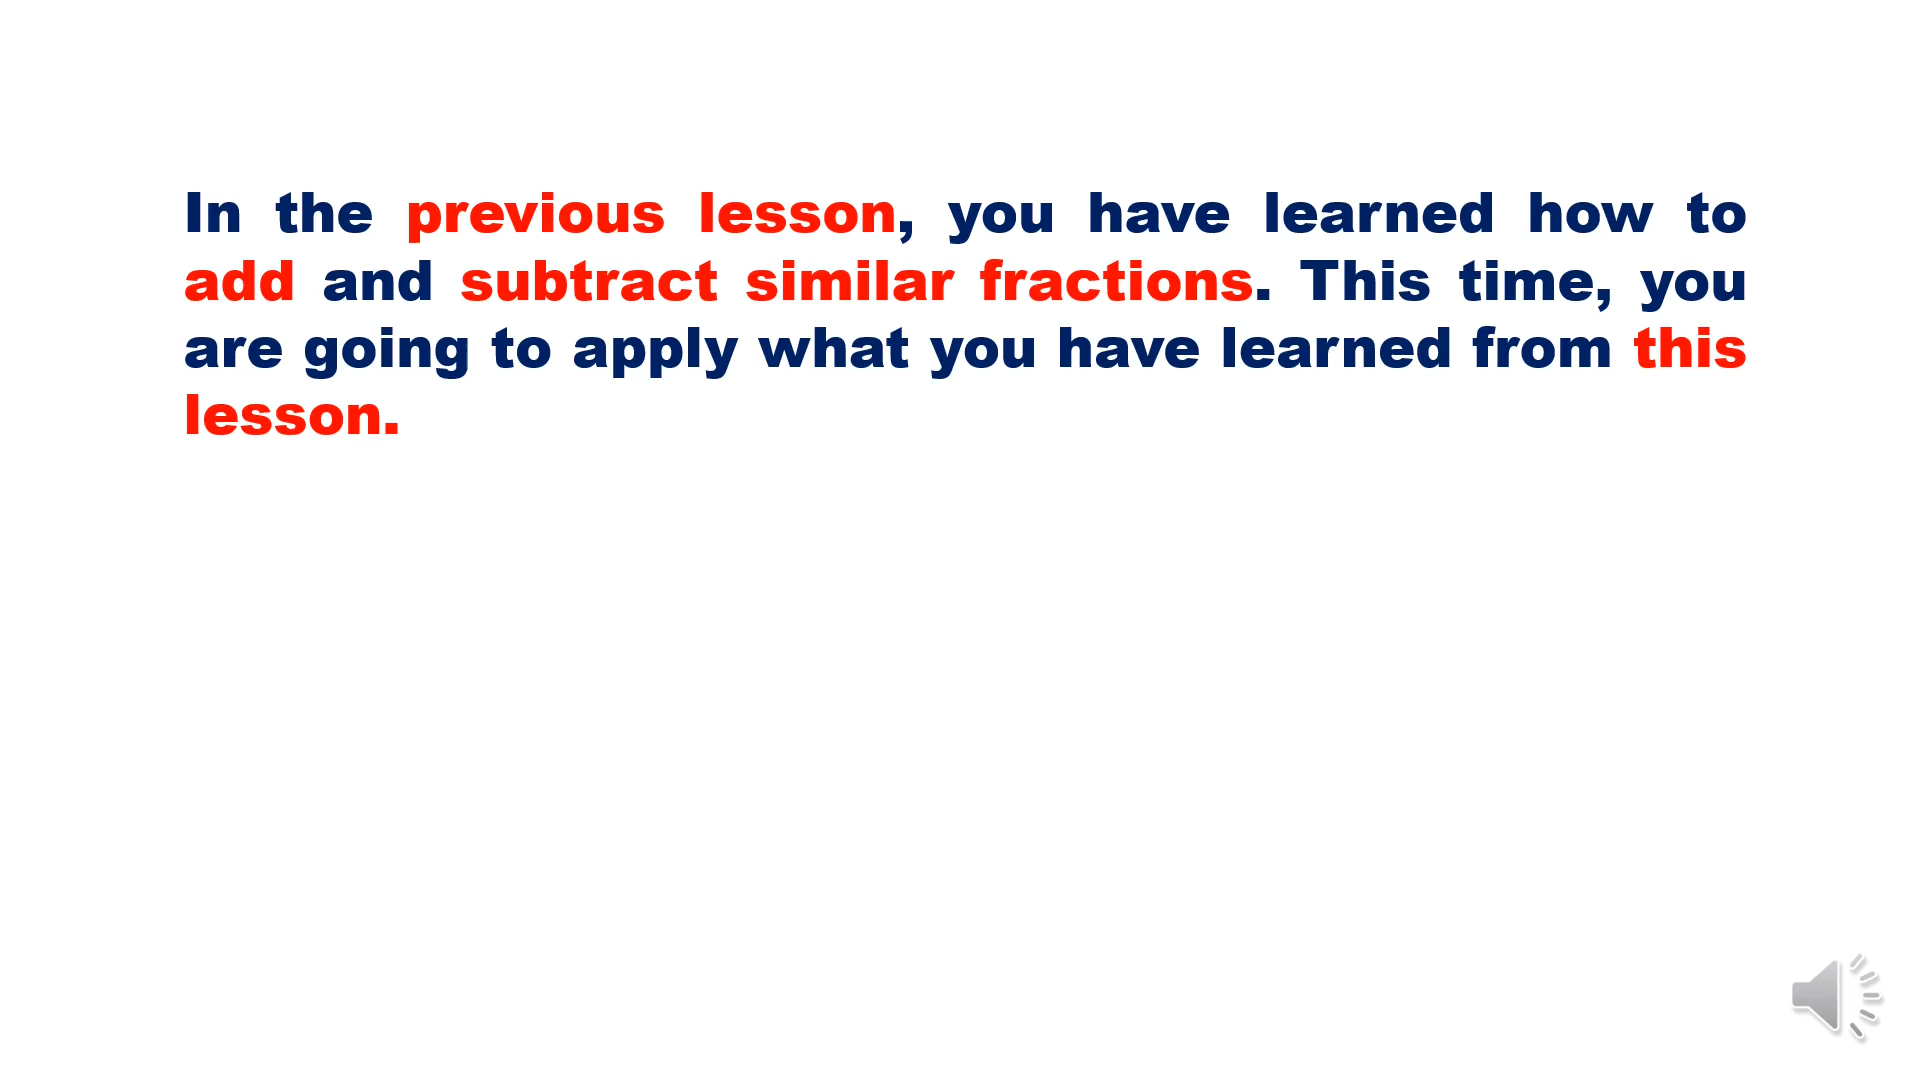 In the previous lesson, you have learned how to
add and subtract similar fractions. This time, you
are going to apply what you have learned from this
lesson.